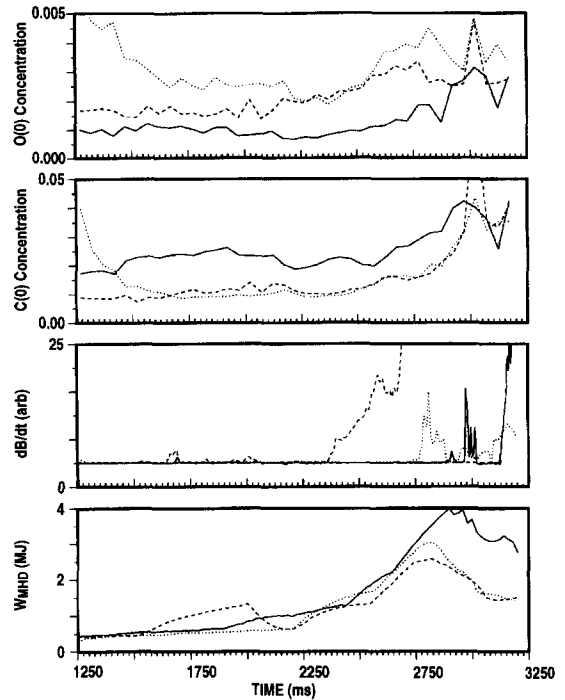 0.005
O(0) Concentration
0.000
0.05
C(0) Concentration
0.00
25
dB/dt (arb)
0
4
WMHD (MJ)
2
0
1250 1750 2250 2750 3250
TIME (ms)